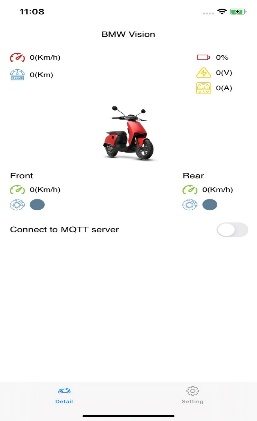 11:08
BMW Vision
0(Km/h)
0%
0(Km)
0(V)
0(A)
Front
Rear
0(Km/h)
0(Km/h)
Connect to MQTT server
Detail
Setting